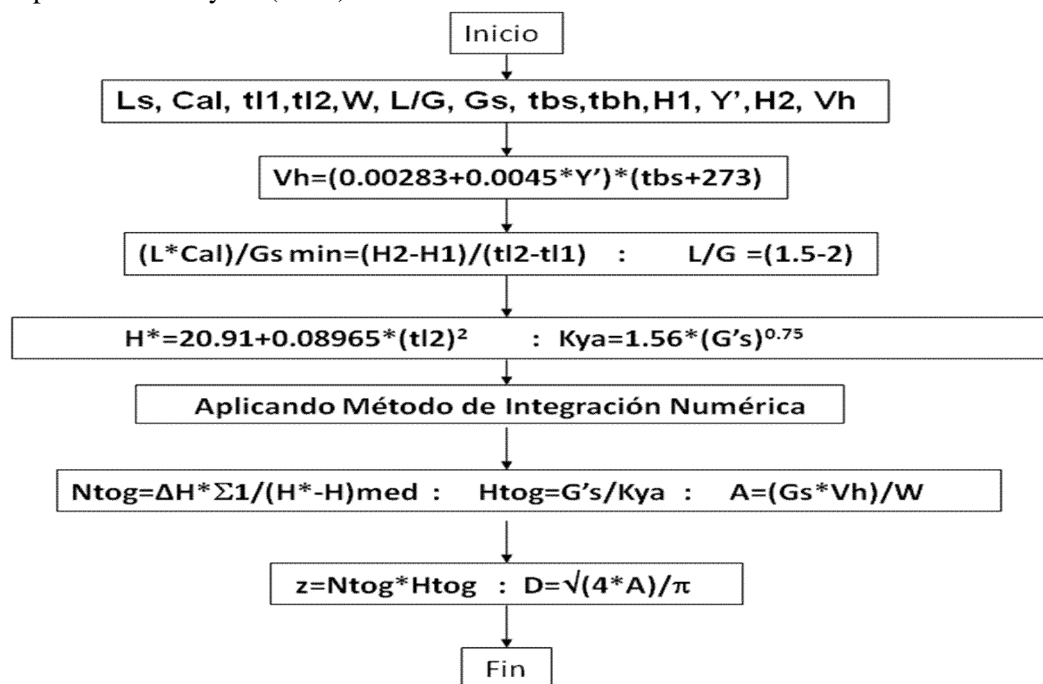 Inicio
Ls, Cal, tl1,tl2,W, L/G, Gs, tbs,tbh,H1, Y’,H2, Vh
Vh=(0.00283+0.0045*Y’)*(tbs+273)
(L*Cal)/Gs min=(H2-H1)/(tl2-tl1) : L/G =(1.5-2)
H*=20.91+0.08965*(tl2)² : Kya=1.56*(G’s)⁰·⁷⁵
Aplicando Método de Integración Numérica
Ntog=ΔH*Σ1/(H*-H)med : Htog=G’s/Kya : A=(Gs*Vh)/W
z=Ntog*Htog : D=√(4*A)/π
Fin